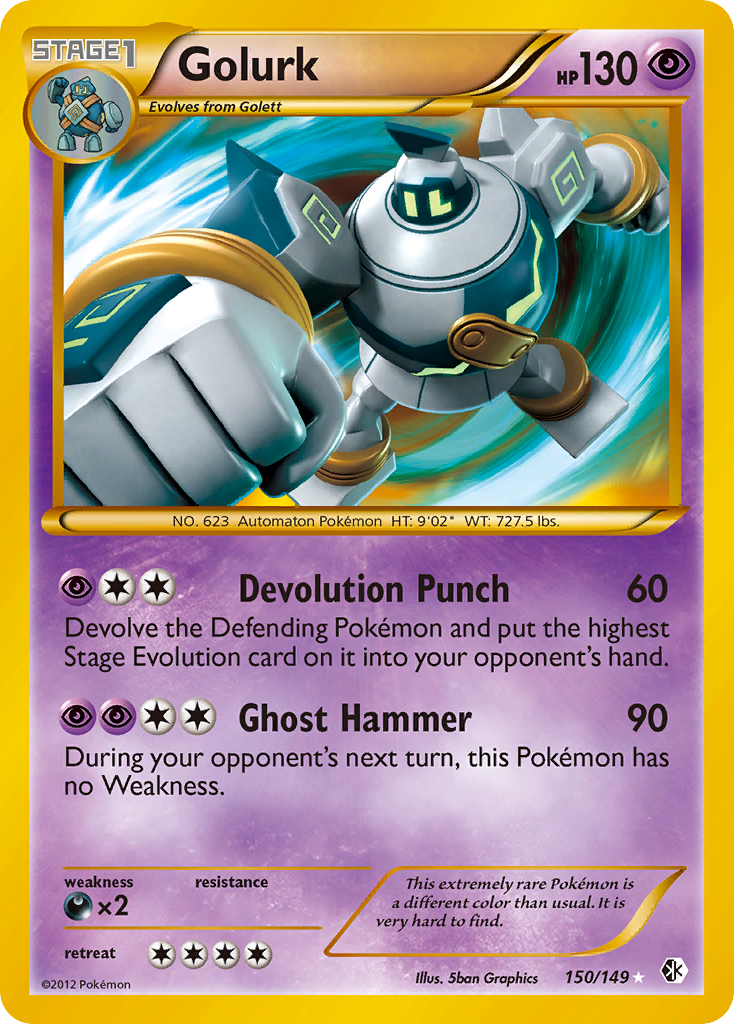 STAGE1
Golurk
HP130
Evolves from Golett
NO. 623 Automaton Pokémon HT: 9'02" WT: 727.5 lbs.
Devolution Punch 60
Devolve the Defending Pokémon and put the highest
Stage Evolution card on it into your opponent's hand.
Ghost Hammer 90
During your opponent's next turn, this Pokémon has
no Weakness.
weakness resistance
×2
This extremely rare Pokémon is
a different color than usual. It is
very hard to find.
retreat
©2012 Pokémon
Illus. 5ban Graphics 150/149